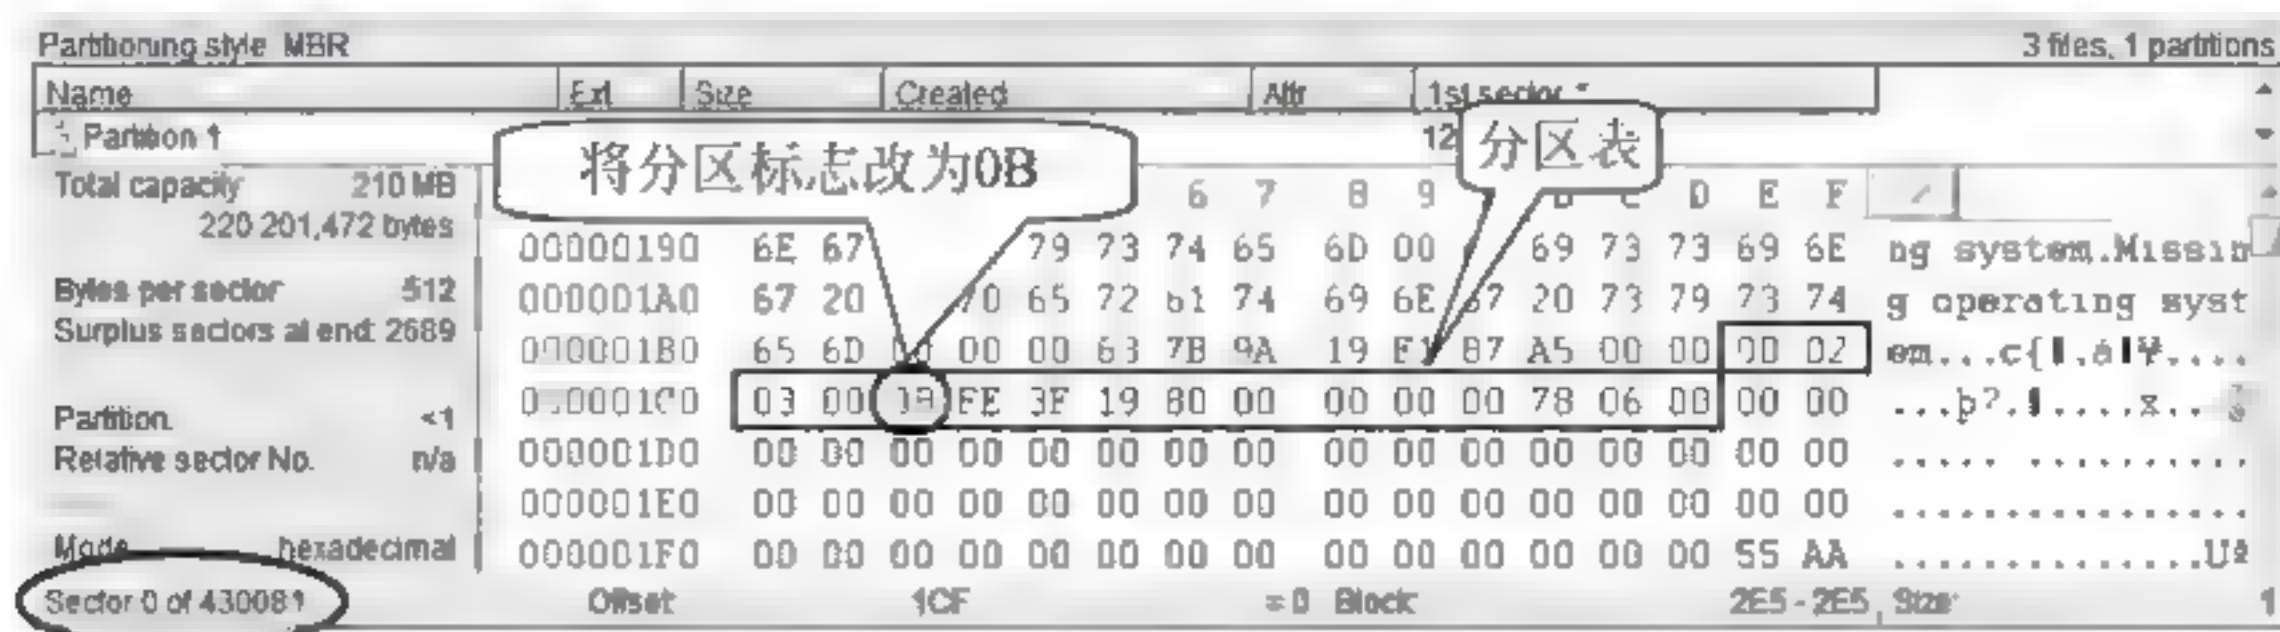 Partitioning style MBR 3 files, 1 partitions
Name Ext Size Created Attr 1st sector
Partition 1 12
将分区标志改为0B
分区表
Total capacity 210 MB
220 201,472 bytes
Bytes per sector 512
Surplus sectors at end: 2689
Partition. <1
Relative sector No. n/a
Mode hexadecimal
Sector 0 of 430081
6 7 8 9 D E F
00000190 6E 67 79 73 74 65 6D 00 69 73 73 69 6E ng system.Missin
000001A0 67 20 70 65 72 61 74 69 6E 67 20 73 79 73 74 g operating syst
000001B0 65 6D 00 00 00 63 7B 9A 19 F1 87 A5 00 00 00 02
000001C0 03 00 0B FE 3F 19 80 00 00 00 00 78 06 00 00 00
000001D0 00 00 00 00 00 00 00 00 00 00 00 00 00 00 00 00 ..... ..........
000001E0 00 00 00 00 00 00 00 00 00 00 00 00 00 00 00 00 ................
000001F0 00 00 00 00 00 00 00 00 00 00 00 00 00 00 55 AA ..............Uª
Offset: 1CF = 0 Block: 2E5 - 2E5, Size: 1